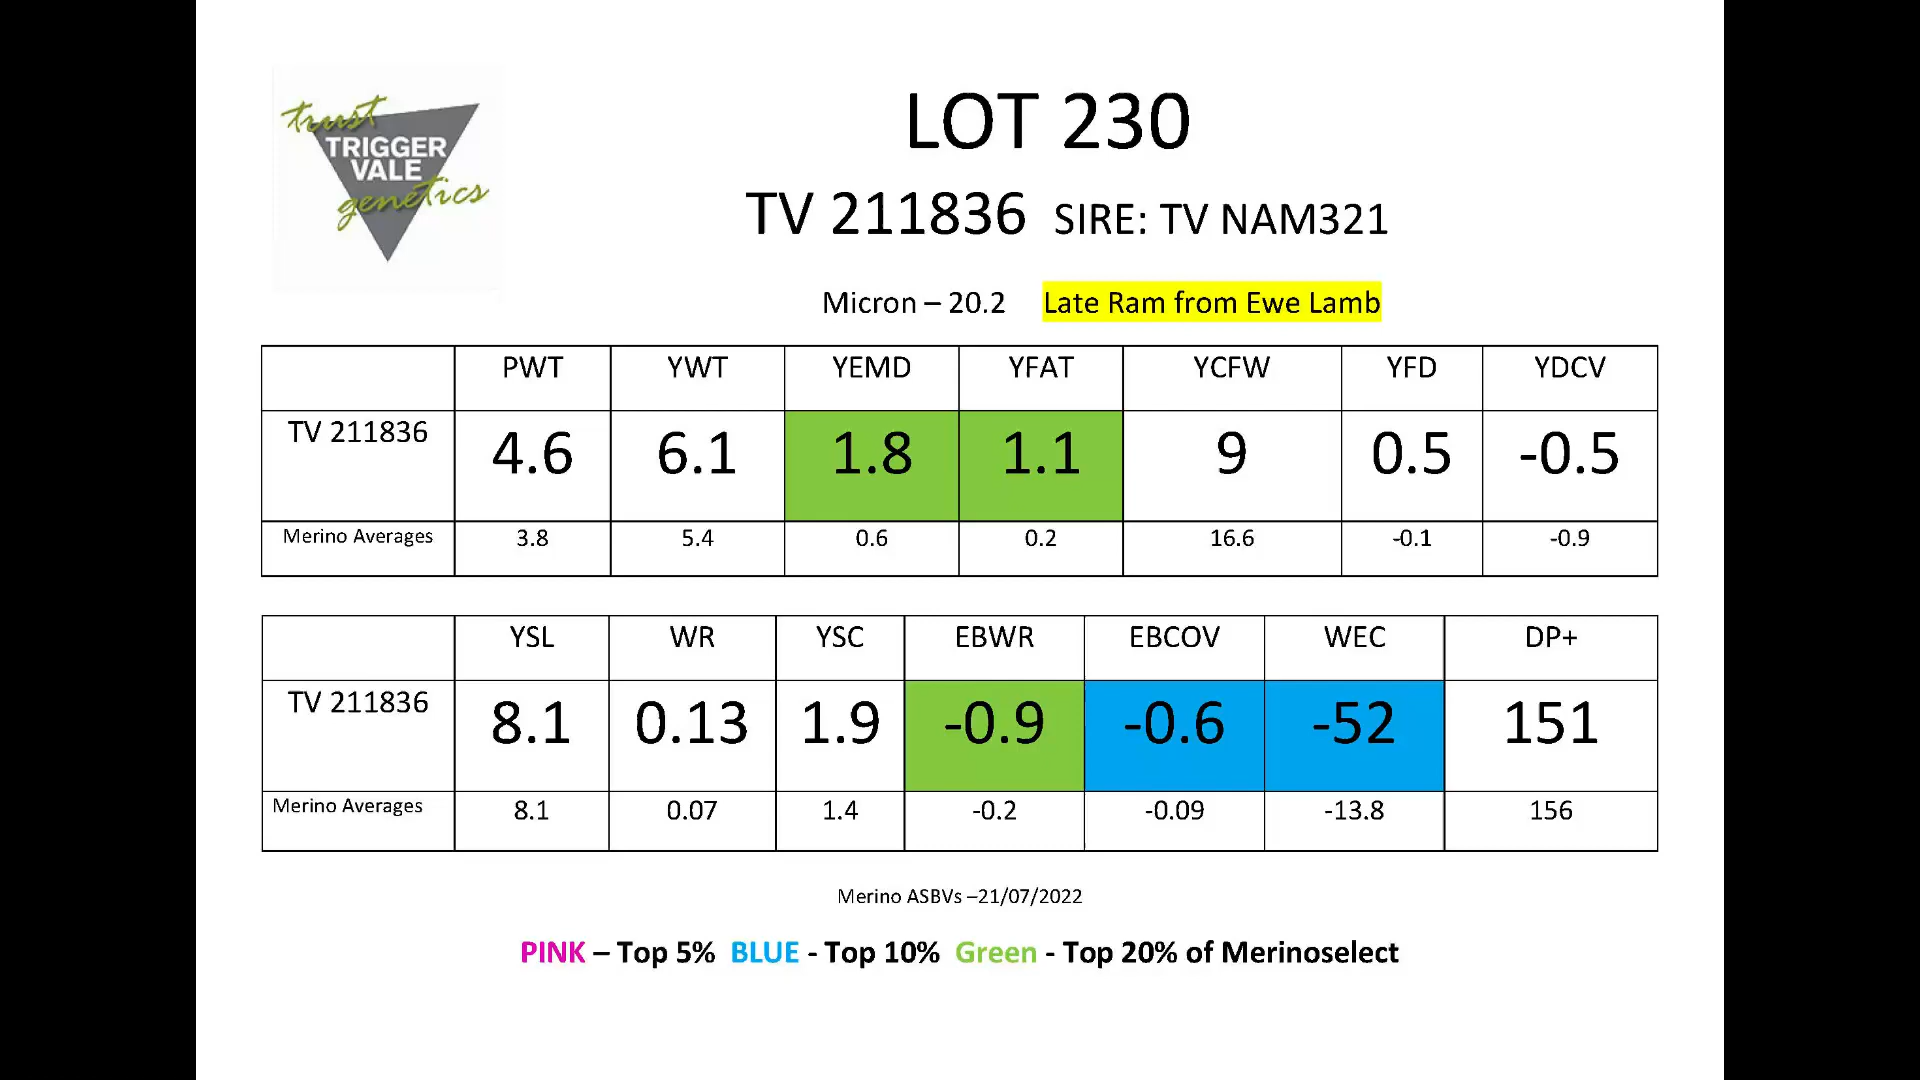 trust
TRIGGER
VALE
genetics
LOT 230
TV 211836 SIRE: TV NAM321
Micron – 20.2 Late Ram from Ewe Lamb
PWT YWT YEMD YFAT YCFW YFD YDCV
TV 211836 4.6 6.1 1.8 1.1 9 0.5 -0.5
Merino Averages 3.8 5.4 0.6 0.2 16.6 -0.1 -0.9
YSL WR YSC EBWR EBCOV WEC DP+
TV 211836 8.1 0.13 1.9 -0.9 -0.6 -52 151
Merino Averages 8.1 0.07 1.4 -0.2 -0.09 -13.8 156
Merino ASBVs –21/07/2022
PINK – Top 5% BLUE - Top 10% Green - Top 20% of Merinoselect